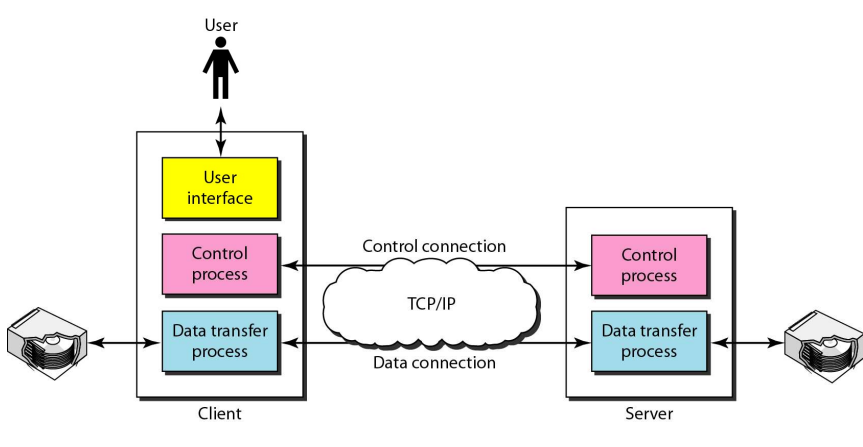 User
User
interface
Control
process
Data transfer
process
Client
Control connection
TCP/IP
Data connection
Control
process
Data transfer
process
Server